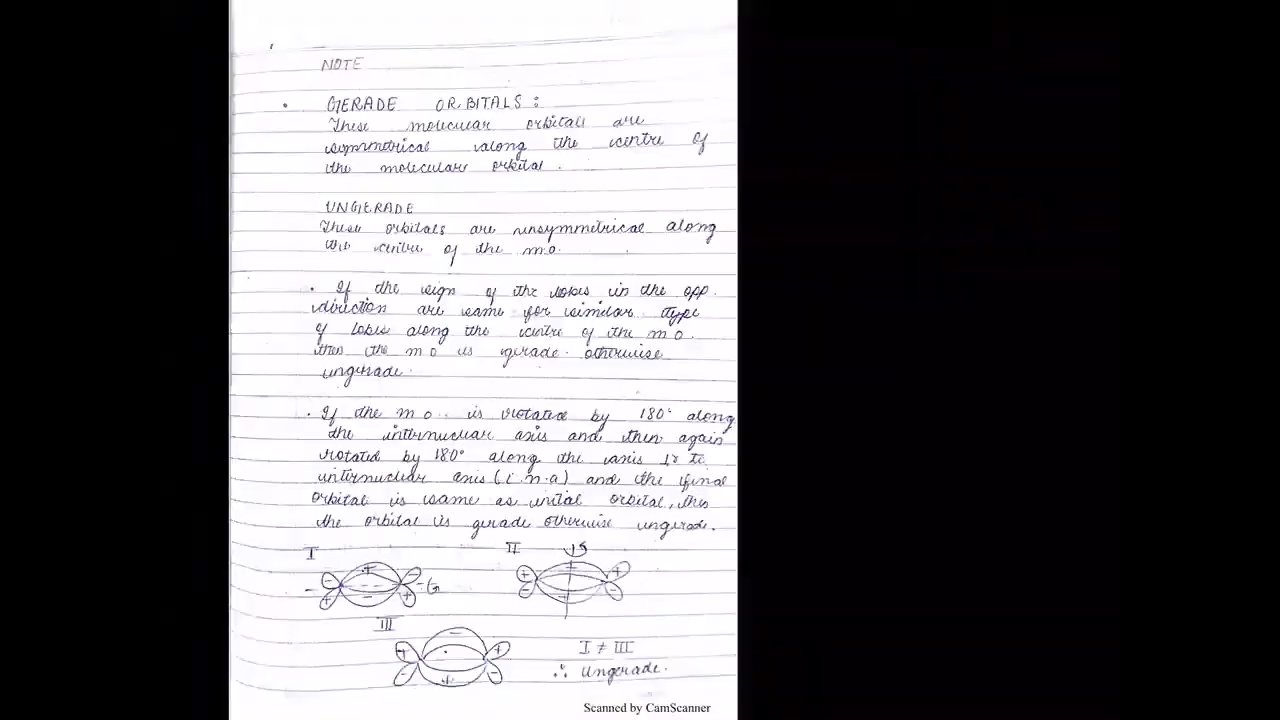 NOTE
• GERADE ORBITALS :
These molecular orbitals are
symmetrical along the centre of
the molecular orbital .
UNGERADE
These orbitals are unsymmetrical along
the centre of the m.o.
• If the sign of the lobes in the opp.
direction are same for similar type
of lobes along the centre of the m O.
then the m O is gerade. otherwise
ungerade.
• If the m O.. is rotated by 180° along
the internuclear axis and then again
rotated by 180° along the axis ⊥r to
internuclear axis (i.n.a) and the final
orbital is same as initial orbital, then
the orbital is gerade otherwise ungerade.
I II
+ - - +
- + +
- +
+ -
III
- + +
- + -
I ≠ III
∴ Ungerade.
Scanned by CamScanner